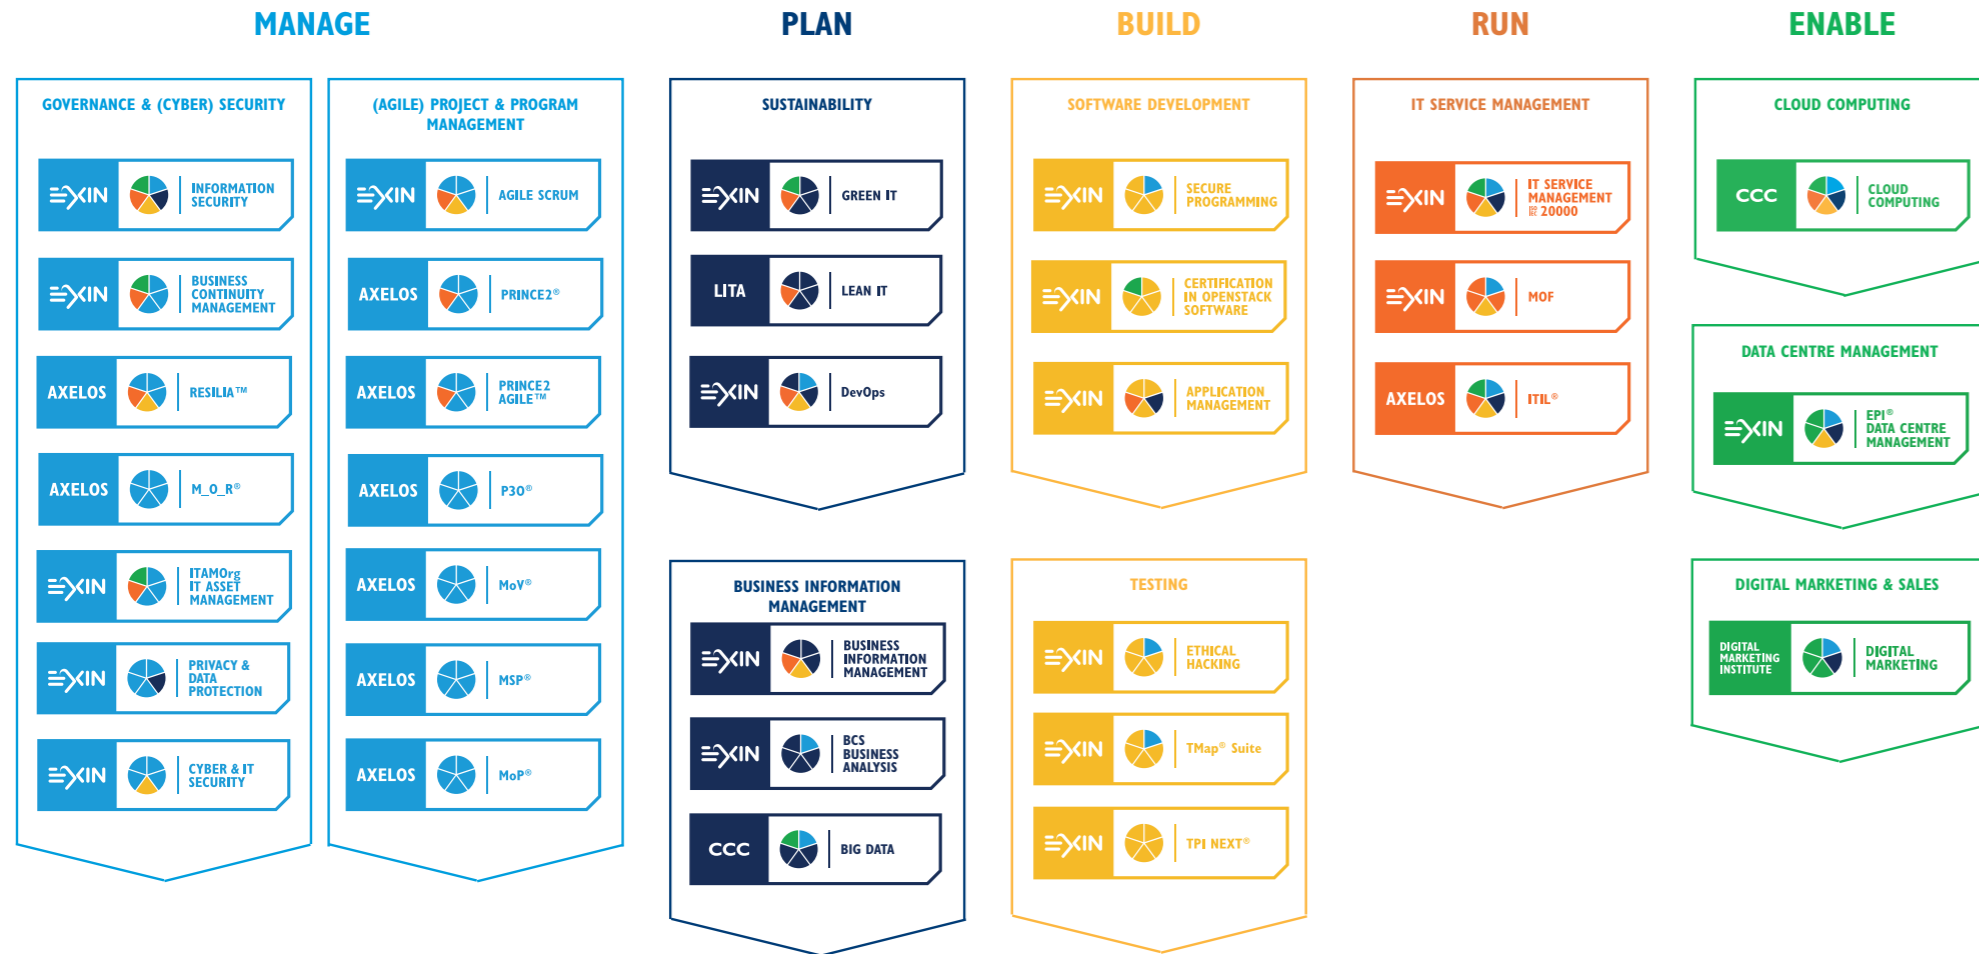 MANAGE
PLAN
BUILD
RUN
ENABLE
GOVERNANCE & (CYBER) SECURITY
EXIN
INFORMATION
SECURITY
EXIN
BUSINESS
CONTINUITY
MANAGEMENT
AXELOS
RESILIA™
AXELOS
M_O_R®
EXIN
ITAMOrg
IT ASSET
MANAGEMENT
EXIN
PRIVACY &
DATA
PROTECTION
EXIN
CYBER & IT
SECURITY
(AGILE) PROJECT & PROGRAM
MANAGEMENT
EXIN
AGILE SCRUM
AXELOS
PRINCE2®
AXELOS
PRINCE2
AGILE™
AXELOS
P3O®
AXELOS
MoV®
AXELOS
MSP®
AXELOS
MoP®
SUSTAINABILITY
EXIN
GREEN IT
LITA
LEAN IT
EXIN
DevOps
BUSINESS INFORMATION
MANAGEMENT
EXIN
BUSINESS
INFORMATION
MANAGEMENT
EXIN
BCS
BUSINESS
ANALYSIS
CCC
BIG DATA
SOFTWARE DEVELOPMENT
EXIN
SECURE
PROGRAMMING
EXIN
CERTIFICATION
IN OPENSTACK
SOFTWARE
EXIN
APPLICATION
MANAGEMENT
TESTING
EXIN
ETHICAL
HACKING
EXIN
TMap® Suite
EXIN
TPI NEXT®
IT SERVICE MANAGEMENT
EXIN
IT SERVICE
MANAGEMENT
20000
EXIN
MOF
AXELOS
ITIL®
CLOUD COMPUTING
CCC
CLOUD
COMPUTING
DATA CENTRE MANAGEMENT
EXIN
EPI®
DATA CENTRE
MANAGEMENT
DIGITAL MARKETING & SALES
DIGITAL
MARKETING
INSTITUTE
DIGITAL
MARKETING